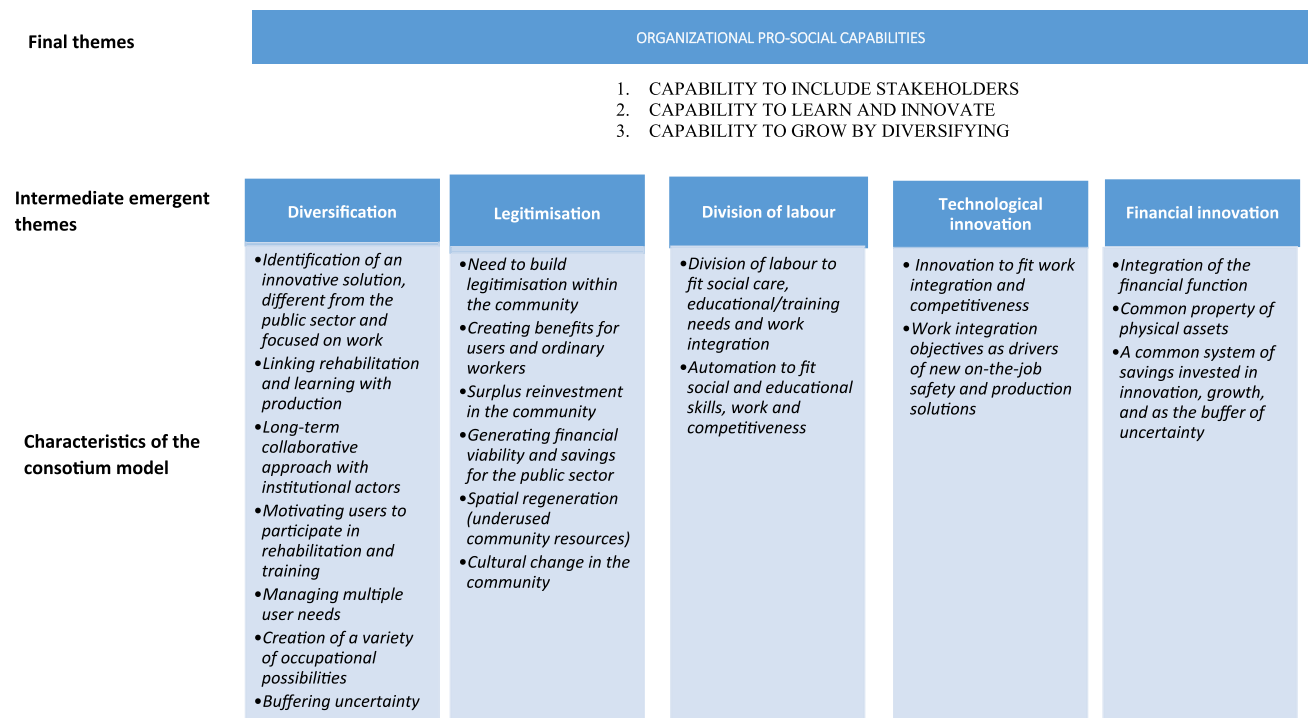 Final themes
ORGANIZATIONAL PRO-SOCIAL CAPABILITIES
1. CAPABILITY TO INCLUDE STAKEHOLDERS
2. CAPABILITY TO LEARN AND INNOVATE
3. CAPABILITY TO GROW BY DIVERSIFYING
Intermediate emergent
themes
Characteristics of the
consotium model
Diversification
•Identification of an
innovative solution,
different from the
public sector and
focused on work
•Linking rehabilitation
and learning with
production
•Long-term
collaborative
approach with
institutional actors
•Motivating users to
participate in
rehabilitation and
training
•Managing multiple
user needs
•Creation of a variety
of occupational
possibilities
•Buffering uncertainty
Legitimisation
•Need to build
legitimisation within
the community
•Creating benefits for
users and ordinary
workers
•Surplus reinvestment
in the community
•Generating financial
viability and savings
for the public sector
•Spatial regeneration
(underused
community resources)
•Cultural change in the
community
Division of labour
•Division of labour to
fit social care,
educational/training
needs and work
integration
•Automation to fit
social and educational
skills, work and
competitiveness
Technological
innovation
• Innovation to fit work
integration and
competitiveness
•Work integration
objectives as drivers
of new on-the-job
safety and production
solutions
Financial innovation
•Integration of the
financial function
•Common property of
physical assets
•A common system of
savings invested in
innovation, growth,
and as the buffer of
uncertainty